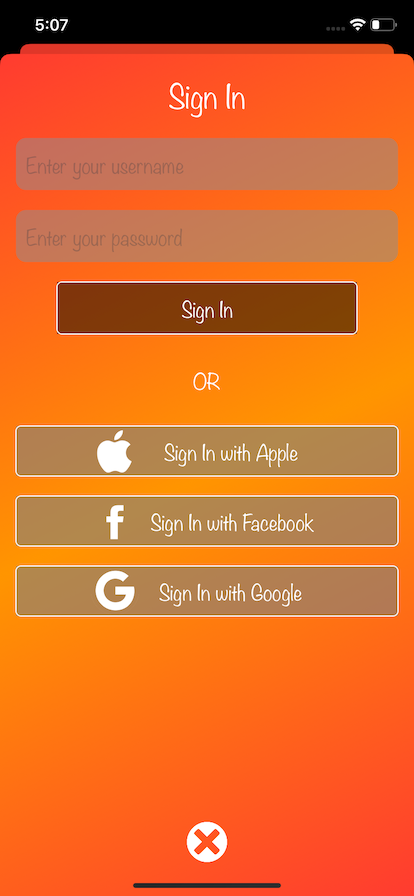 5:07
Sign In
Enter your username
Enter your password
Sign In
OR
Sign In with Apple
Sign In with Facebook
Sign In with Google